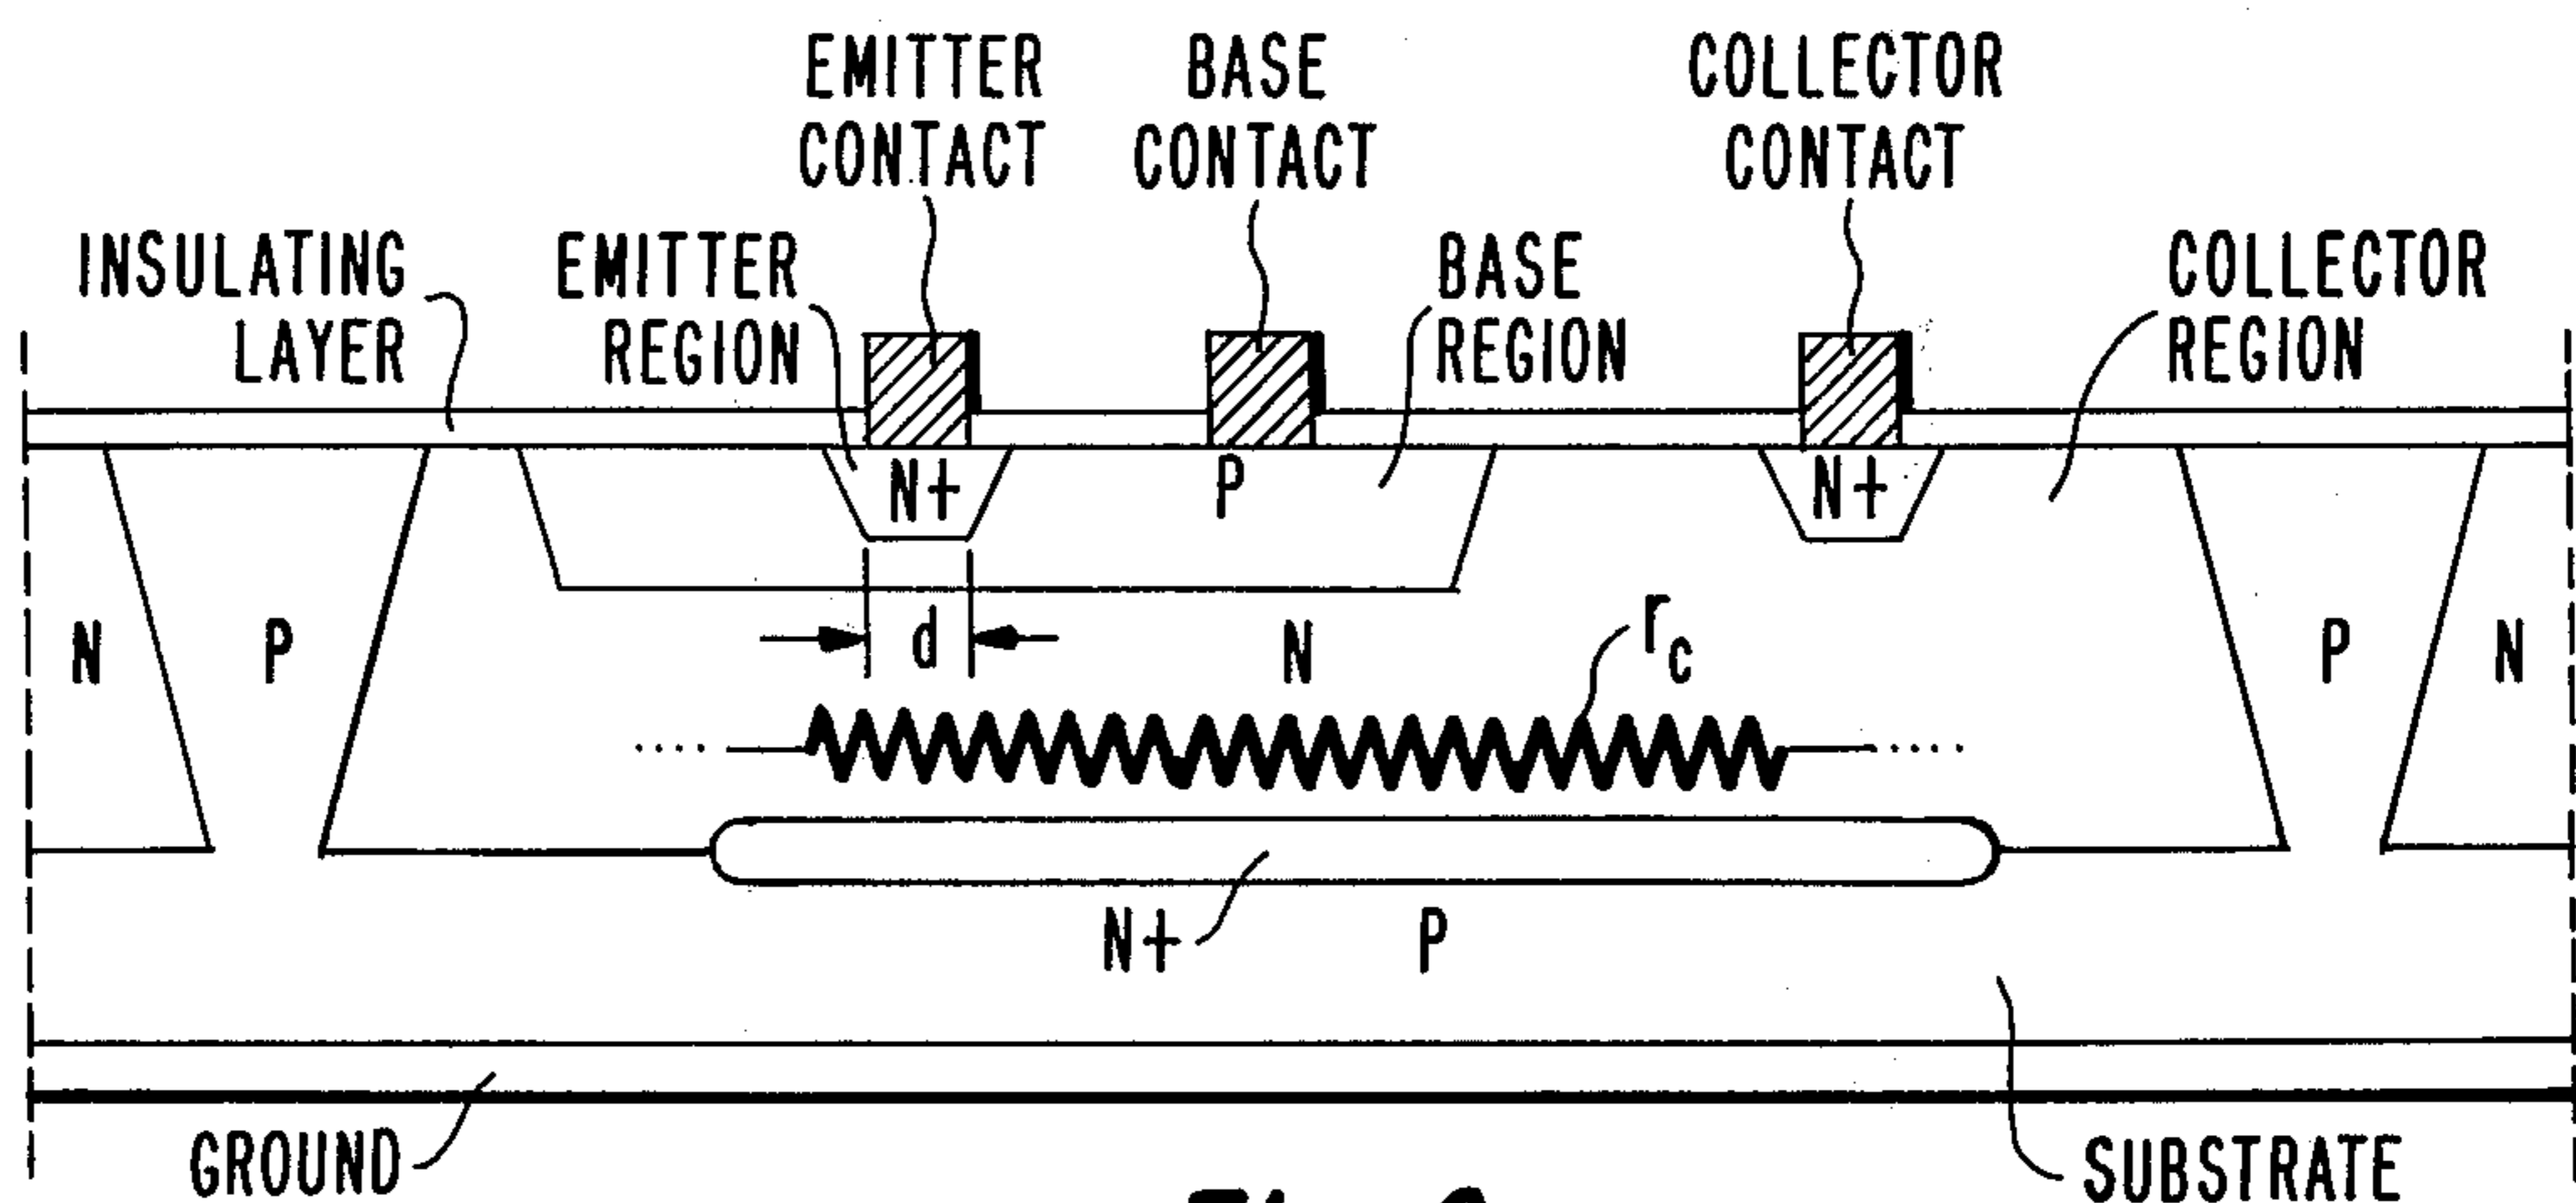 EMITTER
CONTACT
BASE
CONTACT
COLLECTOR
CONTACT
INSULATING
LAYER
EMITTER
REGION
BASE
REGION
COLLECTOR
REGION
N+
P
N+
N
P
d
N
rc
P
N
N+
P
GROUND
SUBSTRATE